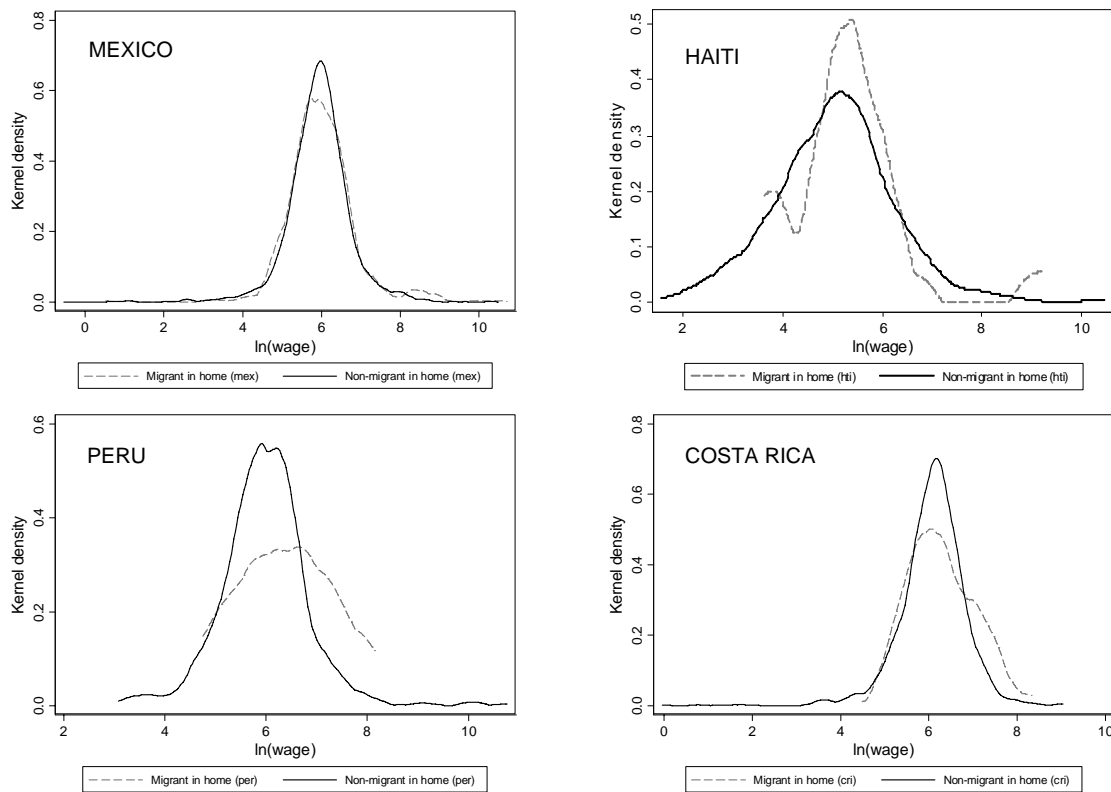 MEXICO
Kernel density
0.8
0.6
0.4
0.2
0.0
0 2 4 6 8 10
ln(wage)
Migrant in home (mex) Non-migrant in home (mex)
HAITI
Kernel density
0.5
0.4
0.3
0.2
0.1
0.0
2 4 6 8 10
ln(wage)
Migrant in home (hti) Non-migrant in home (hti)
PERU
Kernel density
0.6
0.4
0.2
0.0
2 4 6 8 10
ln(wage)
Migrant in home (per) Non-migrant in home (per)
COSTA RICA
Kernel density
0.8
0.6
0.4
0.2
0.0
0 2 4 6 8 10
ln(wage)
Migrant in home (cri) Non-migrant in home (cri)